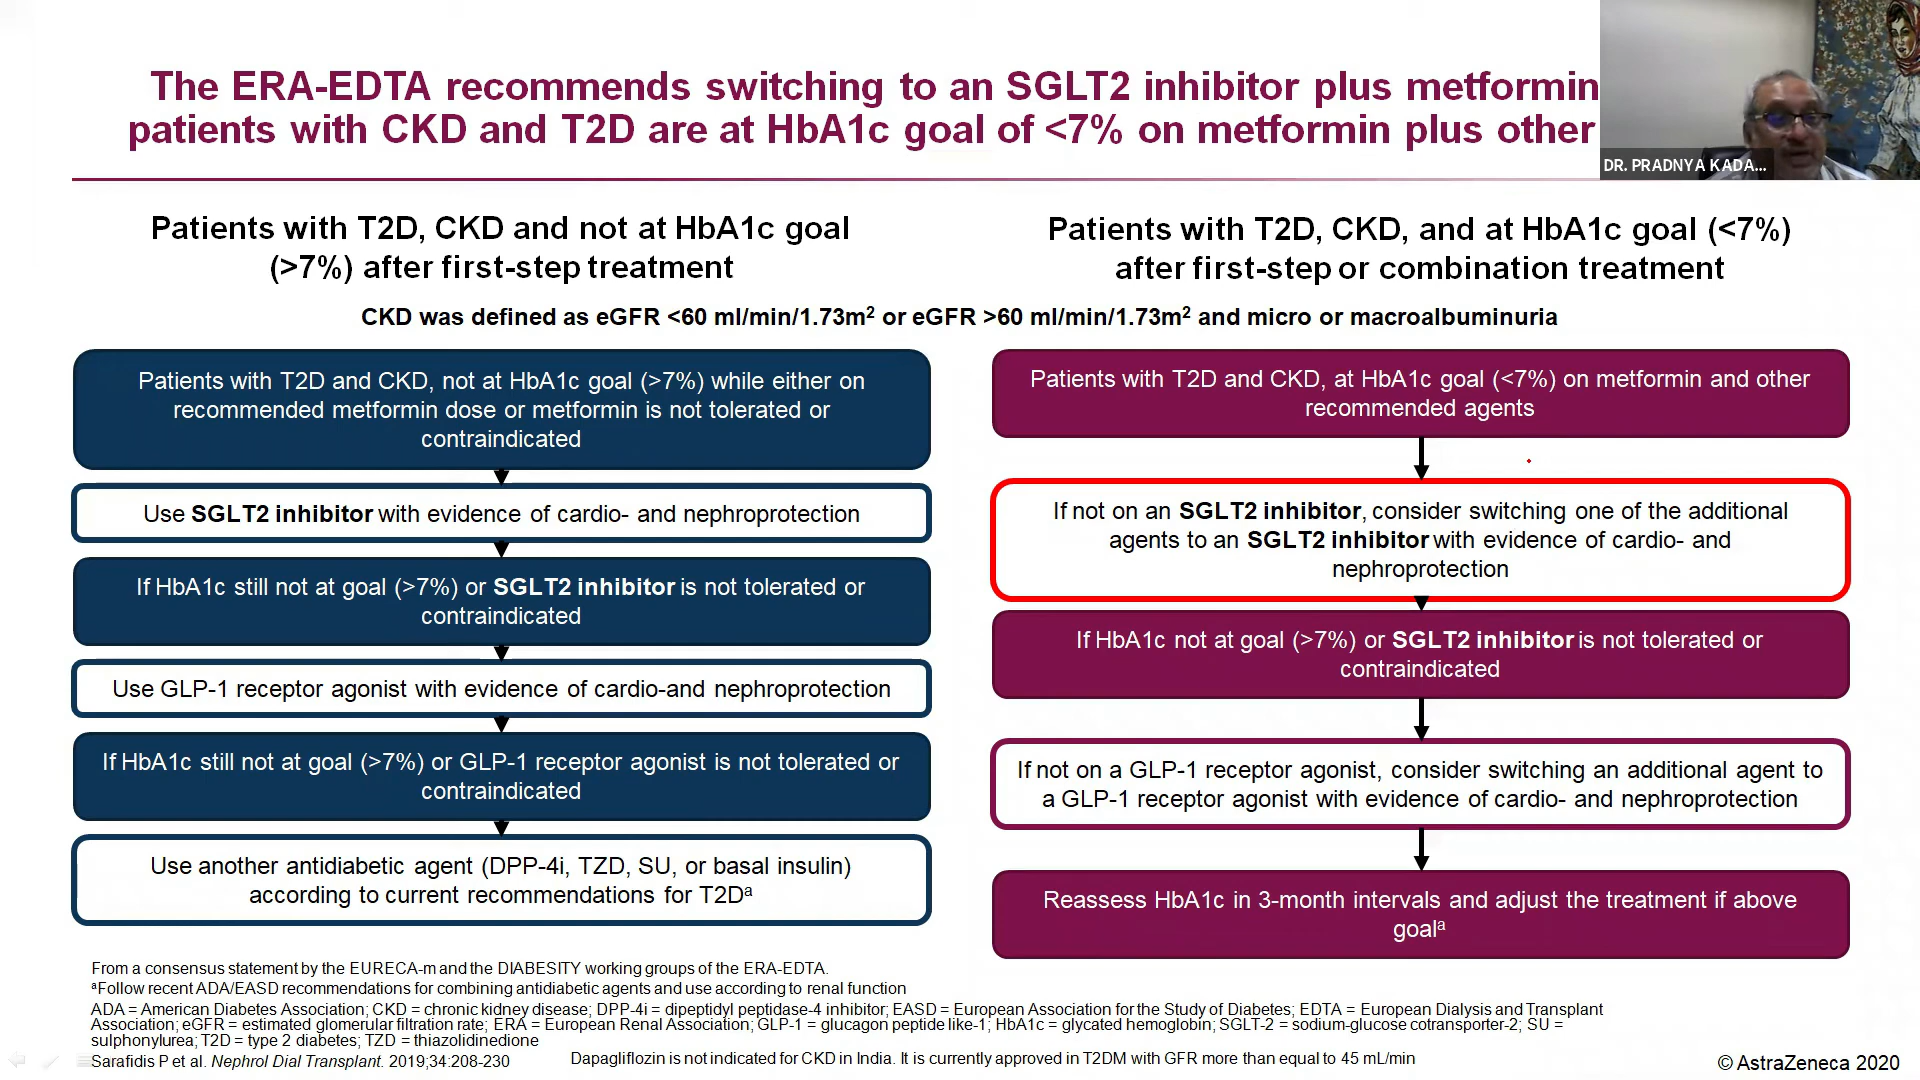 The ERA-EDTA recommends switching to an SGLT2 inhibitor plus metformin
patients with CKD and T2D are at HbA1c goal of <7% on metformin plus other
DR. PRADNYA KADA...
Patients with T2D, CKD and not at HbA1c goal
(>7%) after first-step treatment
Patients with T2D, CKD, and at HbA1c goal (<7%)
after first-step or combination treatment
CKD was defined as eGFR <60 ml/min/1.73m² or eGFR >60 ml/min/1.73m² and micro or macroalbuminuria
Patients with T2D and CKD, not at HbA1c goal (>7%) while either on
recommended metformin dose or metformin is not tolerated or
contraindicated
Use SGLT2 inhibitor with evidence of cardio- and nephroprotection
If HbA1c still not at goal (>7%) or SGLT2 inhibitor is not tolerated or
contraindicated
Use GLP-1 receptor agonist with evidence of cardio-and nephroprotection
If HbA1c still not at goal (>7%) or GLP-1 receptor agonist is not tolerated or
contraindicated
Use another antidiabetic agent (DPP-4i, TZD, SU, or basal insulin)
according to current recommendations for T2Dᵃ
Patients with T2D and CKD, at HbA1c goal (<7%) on metformin and other
recommended agents
If not on an SGLT2 inhibitor, consider switching one of the additional
agents to an SGLT2 inhibitor with evidence of cardio- and
nephroprotection
If HbA1c not at goal (>7%) or SGLT2 inhibitor is not tolerated or
contraindicated
If not on a GLP-1 receptor agonist, consider switching an additional agent to
a GLP-1 receptor agonist with evidence of cardio- and nephroprotection
Reassess HbA1c in 3-month intervals and adjust the treatment if above
goalᵃ
From a consensus statement by the EURECA-m and the DIABESITY working groups of the ERA-EDTA.
ᵃFollow recent ADA/EASD recommendations for combining antidiabetic agents and use according to renal function
ADA = American Diabetes Association; CKD = chronic kidney disease; DPP-4i = dipeptidyl peptidase-4 inhibitor; EASD = European Association for the Study of Diabetes; EDTA = European Dialysis and Transplant
Association; eGFR = estimated glomerular filtration rate; ERA = European Renal Association; GLP-1 = glucagon peptide like-1; HbA1c = glycated hemoglobin; SGLT-2 = sodium-glucose cotransporter-2; SU =
sulphonylurea; T2D = type 2 diabetes; TZD = thiazolidinedione
Sarafidis P et al. Nephrol Dial Transplant. 2019;34:208-230
Dapagliflozin is not indicated for CKD in India. It is currently approved in T2DM with GFR more than equal to 45 mL/min
© AstraZeneca 2020